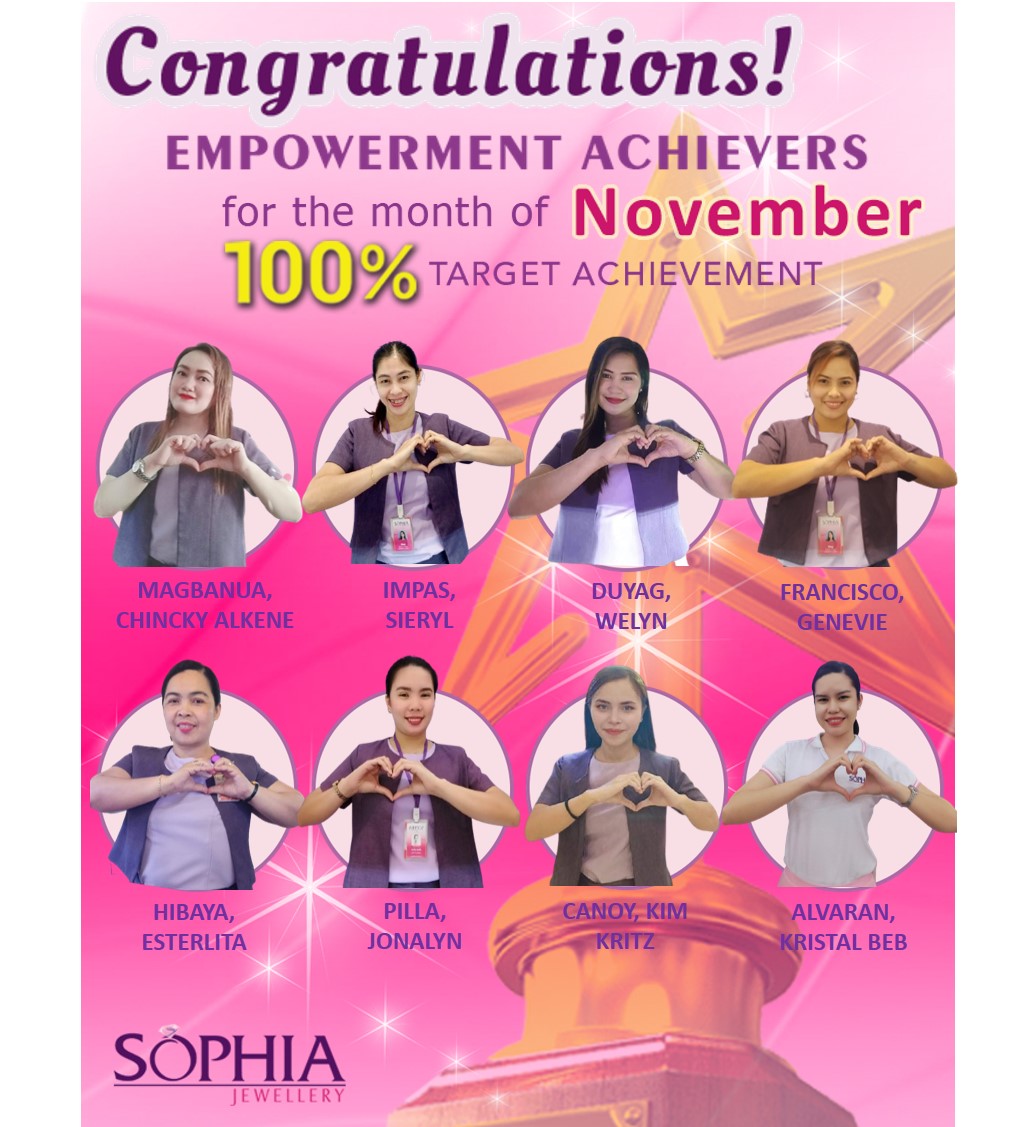 Congratulations!
EMPOWERMENT ACHIEVERS
for the month of November
100% TARGET ACHIEVEMENT
MAGBANUA,
CHINCKY ALKENE
IMPAS,
SIERYL
DUYAG,
WELYN
FRANCISCO,
GENEVIE
HIBAYA,
ESTERLITA
PILLA,
JONALYN
CANOY, KIM
KRITZ
ALVARAN,
KRISTAL BEB
SOPHIA
JEWELLERY